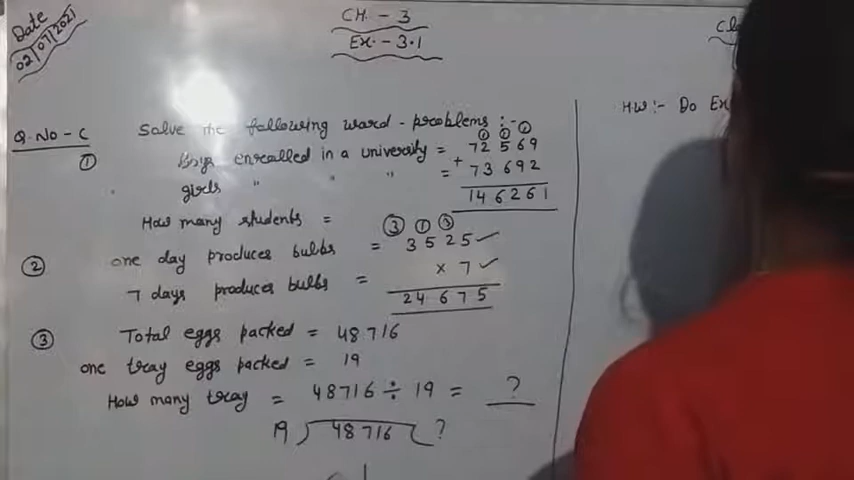 Date
02/07/2021
CH. - 3
Ex. - 3.1
Q.No - C Solve the following word-problems :-
① Boys enrolled in a university = 72569
girls " " " = + 73692
146261
How many students =
② one day produces bulbs = 3525
7 days produces bulbs = × 7
24675
③ Total eggs packed = 48716
one tray eggs packed = 19
How many tray = 48716 ÷ 19 = ?
19 ) 48716 ( ?
H.W :- Do Ex